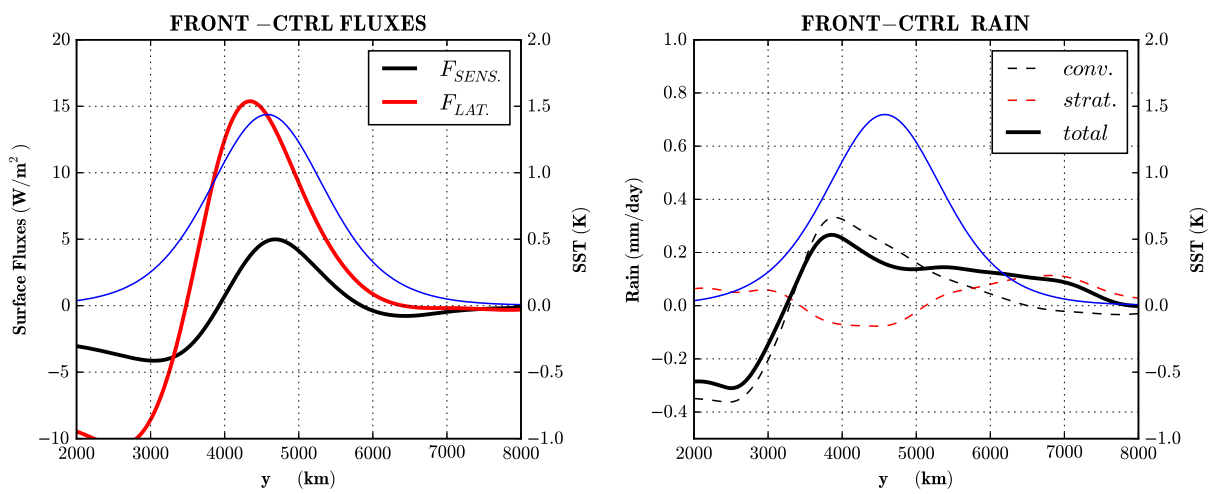 FRONT −CTRL FLUXES
20
15
10
5
0
−5
−10
Surface Fluxes (W/m²)
F_SENS.
F_LAT.
2.0
1.5
1.0
0.5
0.0
−0.5
−1.0
SST (K)
2000 3000 4000 5000 6000 7000 8000
y (km)
FRONT−CTRL RAIN
1.0
0.8
0.6
0.4
0.2
0.0
−0.2
−0.4
Rain (mm/day)
conv.
strat.
total
2.0
1.5
1.0
0.5
0.0
−0.5
−1.0
SST (K)
2000 3000 4000 5000 6000 7000 8000
y (km)